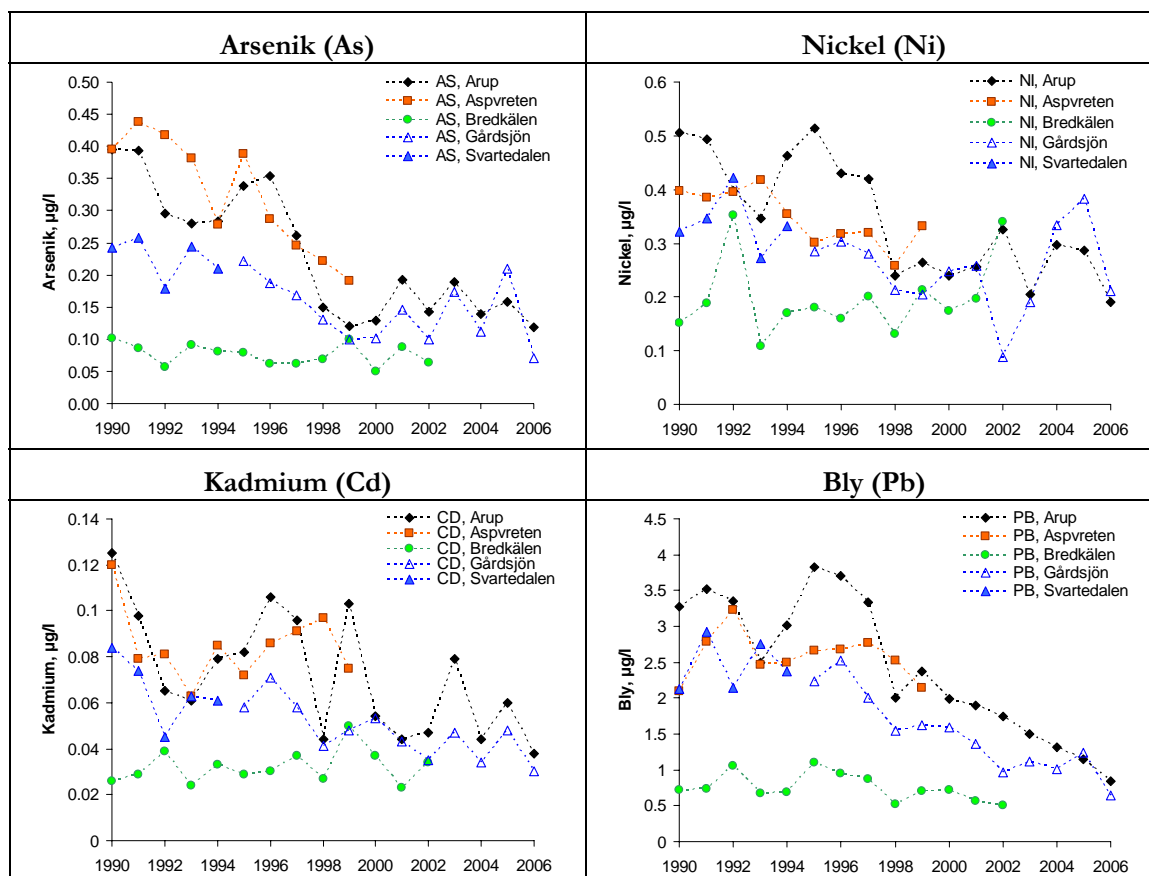 Arsenik (As)
Nickel (Ni)
0.50
0.45
0.40
0.35
0.30
0.25
0.20
0.15
0.10
0.05
0.00
Arsenik, µg/l
AS, Arup
AS, Aspvreten
AS, Bredkälen
AS, Gårdsjön
AS, Svartedalen
1990 1992 1994 1996 1998 2000 2002 2004 2006
0.6
0.5
0.4
0.3
0.2
0.1
0
Nickel, µg/l
NI, Arup
NI, Aspvreten
NI, Bredkälen
NI, Gårdsjön
NI, Svartedalen
1990 1992 1994 1996 1998 2000 2002 2004 2006
Kadmium (Cd)
Bly (Pb)
0.14
0.12
0.1
0.08
0.06
0.04
0.02
0
Kadmium, µg/l
CD, Arup
CD, Aspvreten
CD, Bredkälen
CD, Gårdsjön
CD, Svartedalen
1990 1992 1994 1996 1998 2000 2002 2004 2006
4.5
4
3.5
3
2.5
2
1.5
1
0.5
0
Bly, µg/l
PB, Arup
PB, Aspvreten
PB, Bredkälen
PB, Gårdsjön
PB, Svartedalen
1990 1992 1994 1996 1998 2000 2002 2004 2006